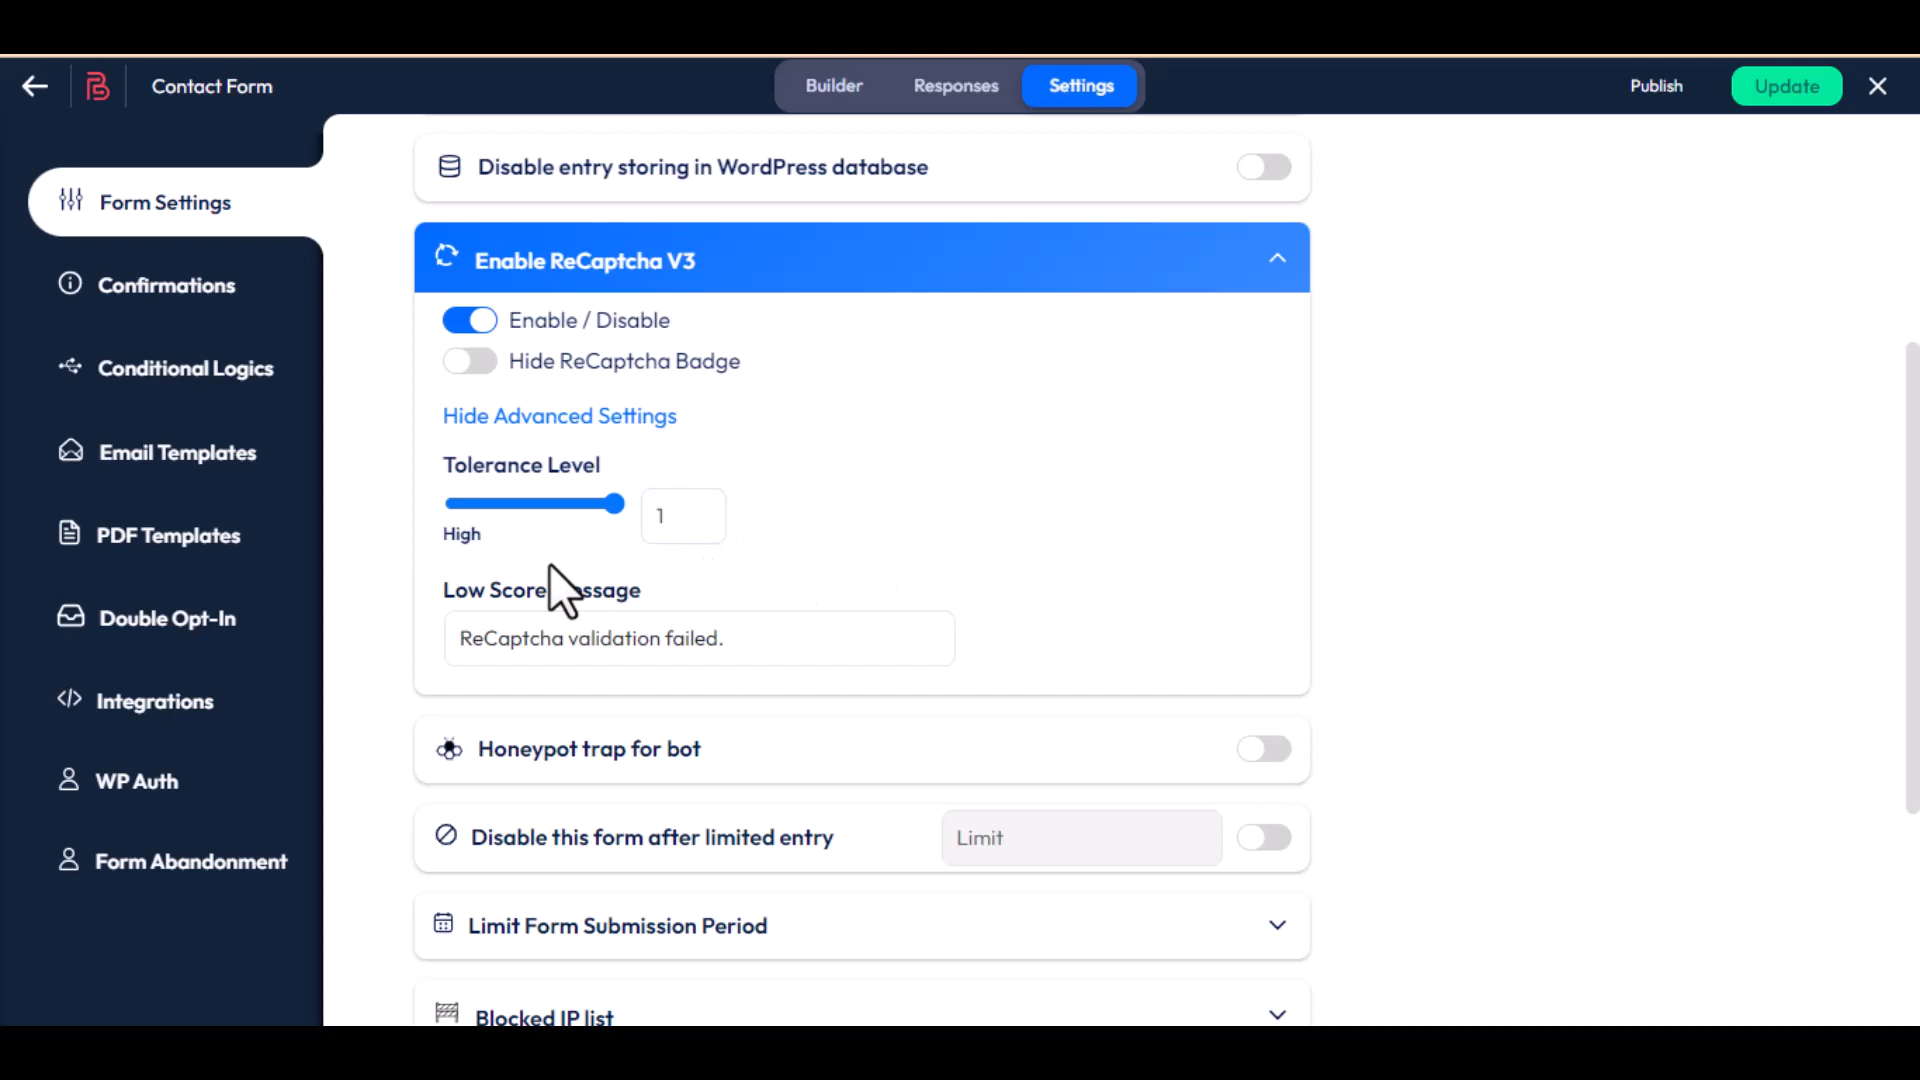 Contact Form
Builder
Responses
Settings
Publish
Update
Form Settings
Confirmations
Conditional Logics
Email Templates
PDF Templates
Double Opt-In
Integrations
WP Auth
Form Abandonment
Disable entry storing in WordPress database
Enable ReCaptcha V3
Enable / Disable
Hide ReCaptcha Badge
Hide Advanced Settings
Tolerance Level
1
High
Low Score Message
ReCaptcha validation failed.
Honeypot trap for bot
Disable this form after limited entry
Limit
Limit Form Submission Period
Blocked IP list